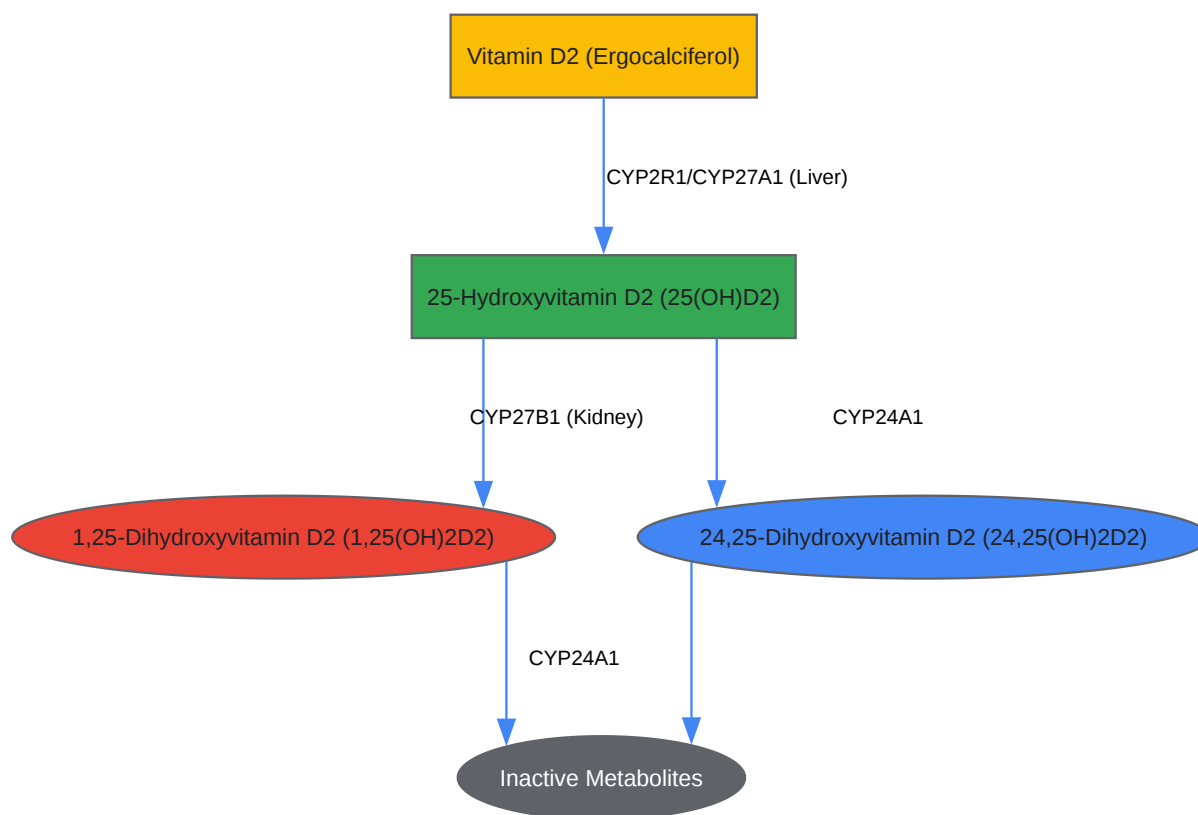 Vitamin D2 (Ergocalciferol)
CYP2R1/CYP27A1 (Liver)
25-Hydroxyvitamin D2 (25(OH)D2)
CYP27B1 (Kidney)
CYP24A1
1,25-Dihydroxyvitamin D2 (1,25(OH)2D2)
24,25-Dihydroxyvitamin D2 (24,25(OH)2D2)
CYP24A1
Inactive Metabolites